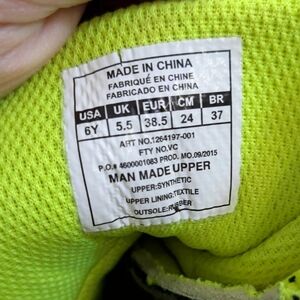 MADE IN CHINA
FABRIQUÉ EN CHINE
FABRICADO EN CHINA
USA UK EUR CM BR
6Y 5.5 38.5 24 37
ART NO.1264197-001
FTY NO.VC
P.O.# 4600001083 PROD. MO.09/2015
MAN MADE UPPER
UPPER:SYNTHETIC
UPPER LINING:TEXTILE
OUTSOLE:RUBBER